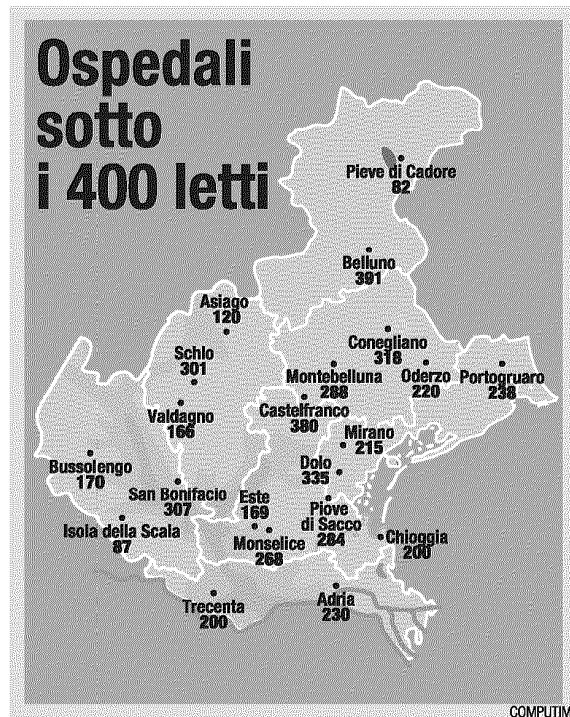 Ospedali
sotto
i 400 letti
Pieve di Cadore
82
Belluno
391
Asiago
120
Conegliano
318
Schio
301
Montebelluna
288
Oderzo
220
Portogruaro
238
Castelfranco
380
Valdagno
166
Mirano
215
Bussolengo
170
Dolo
335
San Bonifacio
307
Este
169
Piove
di Sacco
284
Isola della Scala
87
Monselice
268
Chioggia
200
Trecenta
200
Adria
230
COMPUTIM